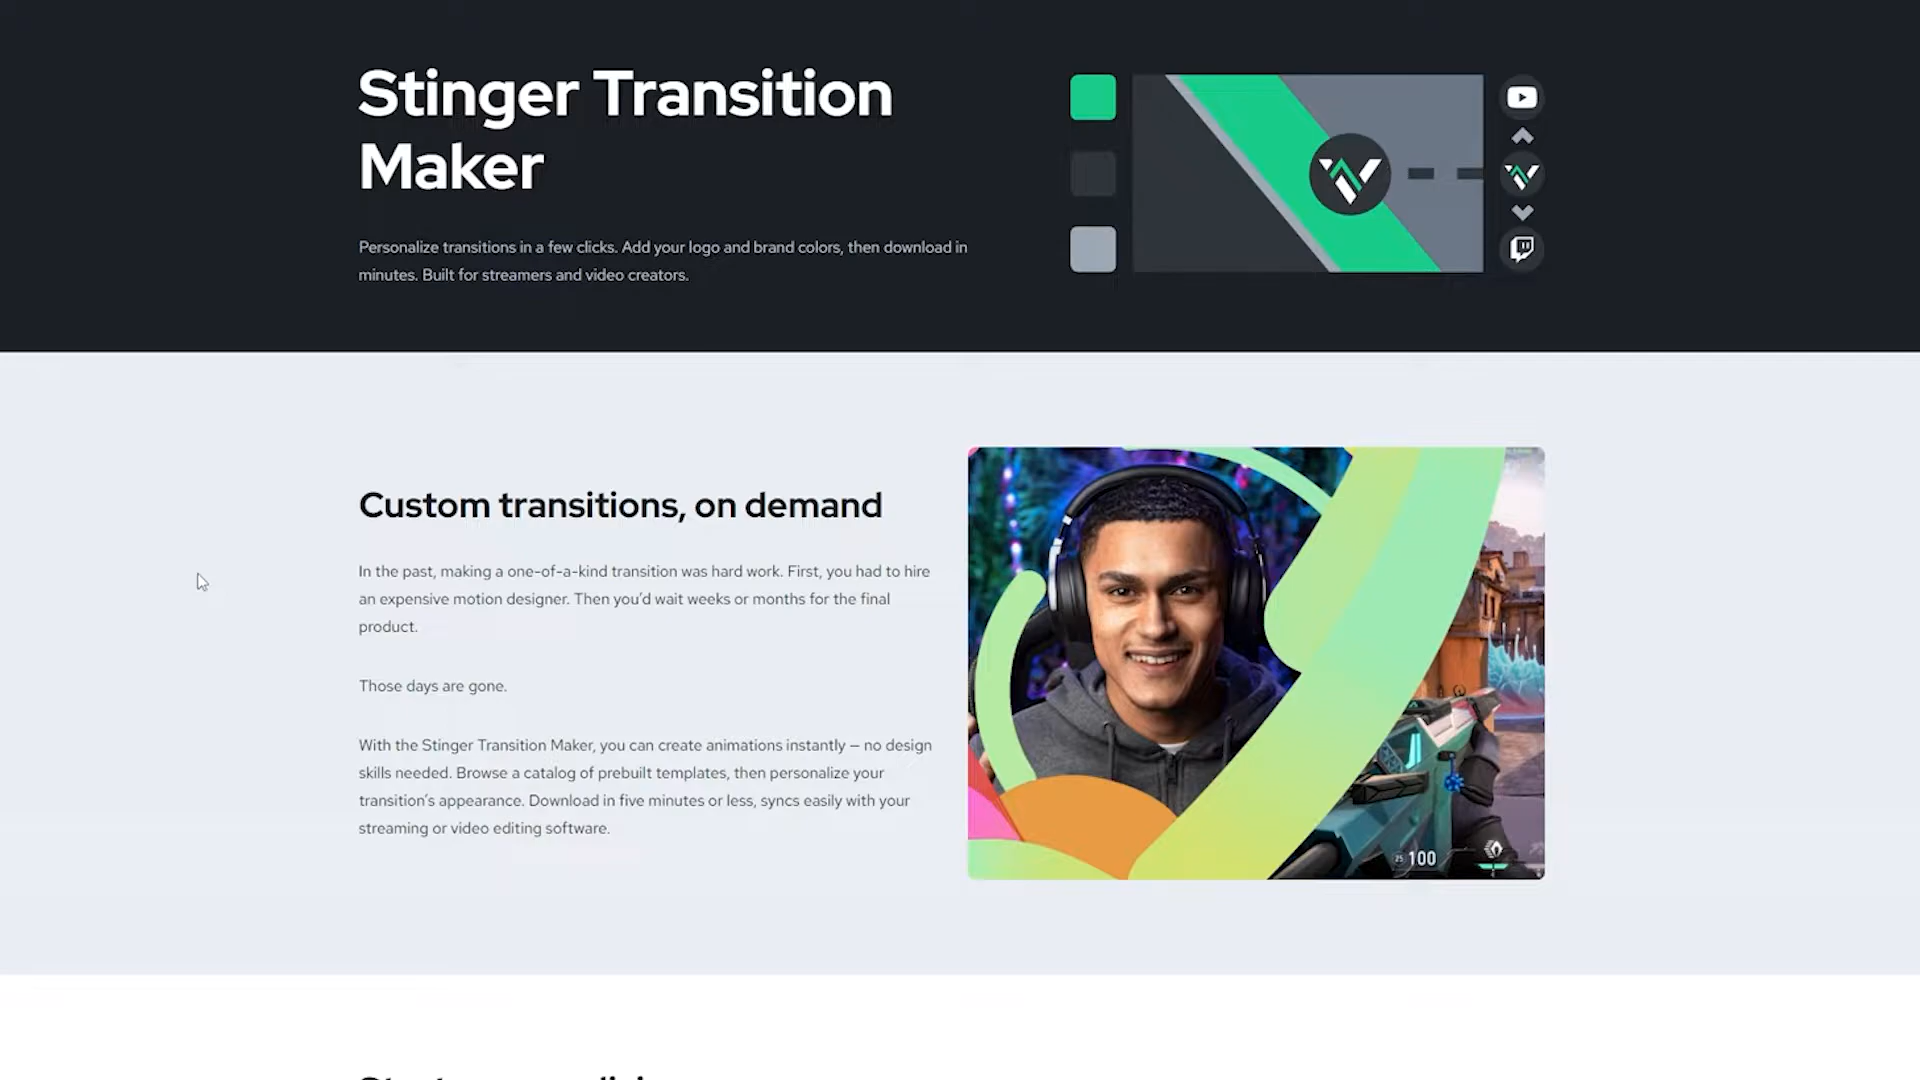 Stinger Transition
Maker
Personalize transitions in a few clicks. Add your logo and brand colors, then download in
minutes. Built for streamers and video creators.
Custom transitions, on demand
In the past, making a one-of-a-kind transition was hard work. First, you had to hire
an expensive motion designer. Then you’d wait weeks or months for the final
product.
Those days are gone.
With the Stinger Transition Maker, you can create animations instantly – no design
skills needed. Browse a catalog of prebuilt templates, then personalize your
transition’s appearance. Download in five minutes or less, syncs easily with your
streaming or video editing software.
25 100